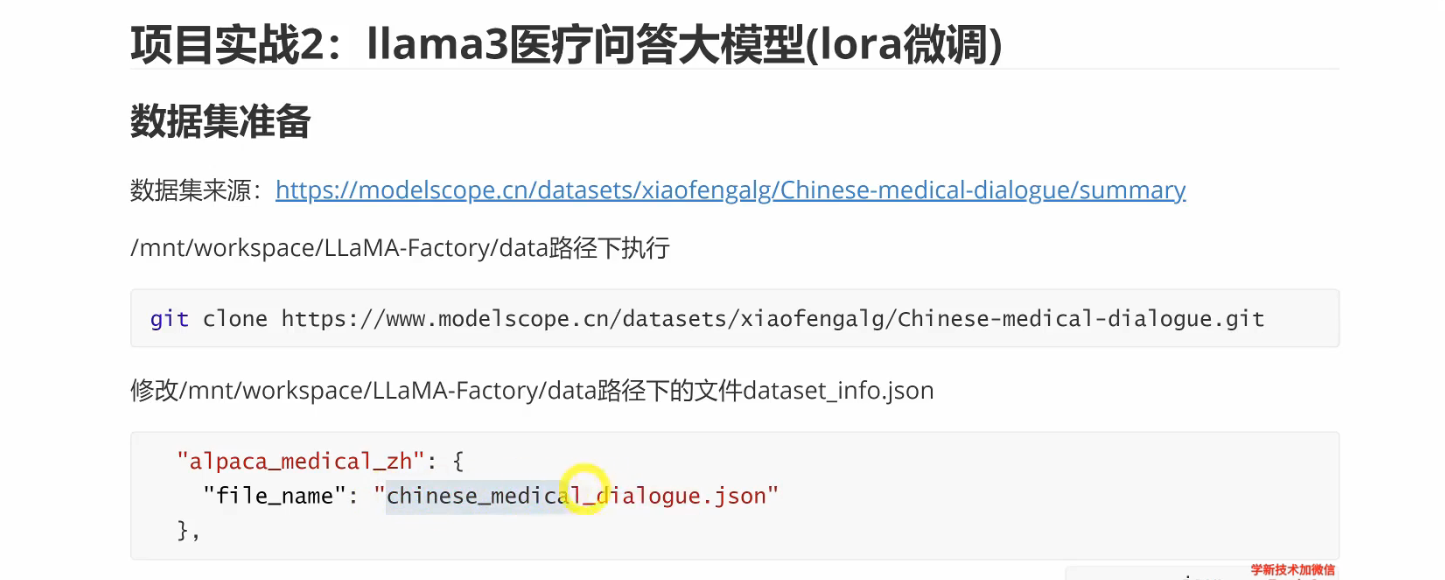 项目实战2：llama3医疗问答大模型(lora微调)
数据集准备
数据集来源：https://modelscope.cn/datasets/xiaofengalg/Chinese-medical-dialogue/summary
/mnt/workspace/LLaMA-Factory/data路径下执行
git clone https://www.modelscope.cn/datasets/xiaofengalg/Chinese-medical-dialogue.git
修改/mnt/workspace/LLaMA-Factory/data路径下的文件dataset_info.json
"alpaca_medical_zh": {
"file_name": "chinese_medical_dialogue.json"
},
学新技术加微信